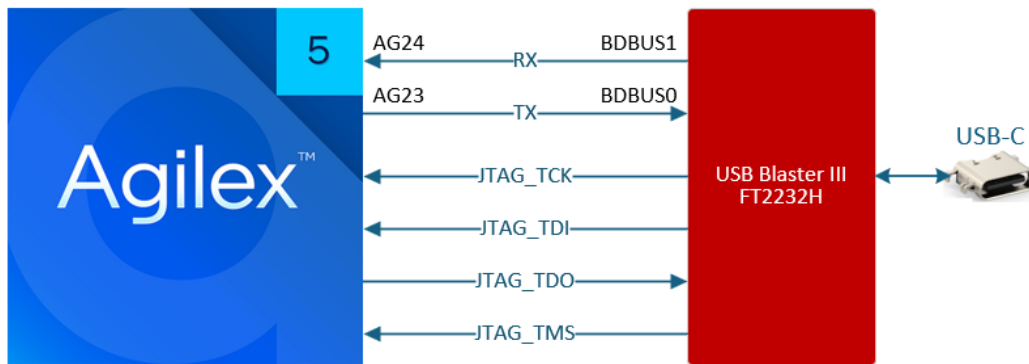 5
Agilex™
AG24 RX BDBUS1
AG23 TX BDBUS0
JTAG_TCK
JTAG_TDI
JTAG_TDO
JTAG_TMS
USB Blaster III
FT2232H
USB-C